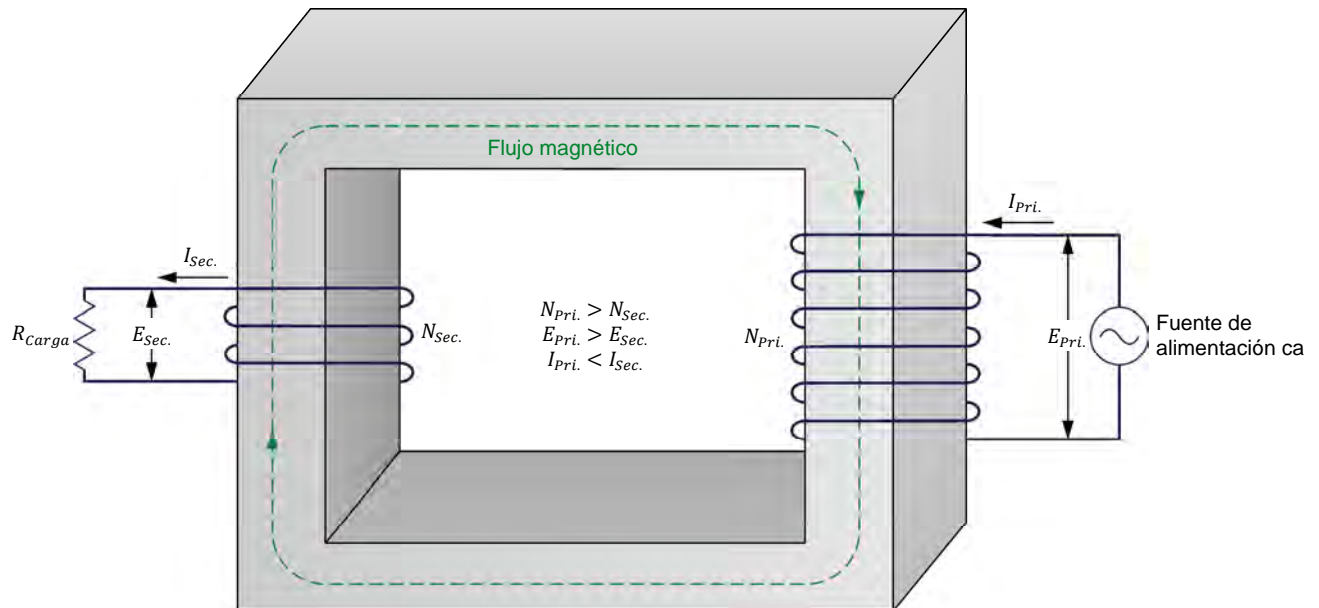 Flujo magnético
I_Pri.
I_Sec.
R_Carga
E_Sec.
N_Sec.
N_Pri. > N_Sec.
E_Pri. > E_Sec.
I_Pri. < I_Sec.
N_Pri.
E_Pri.
Fuente de
alimentación ca